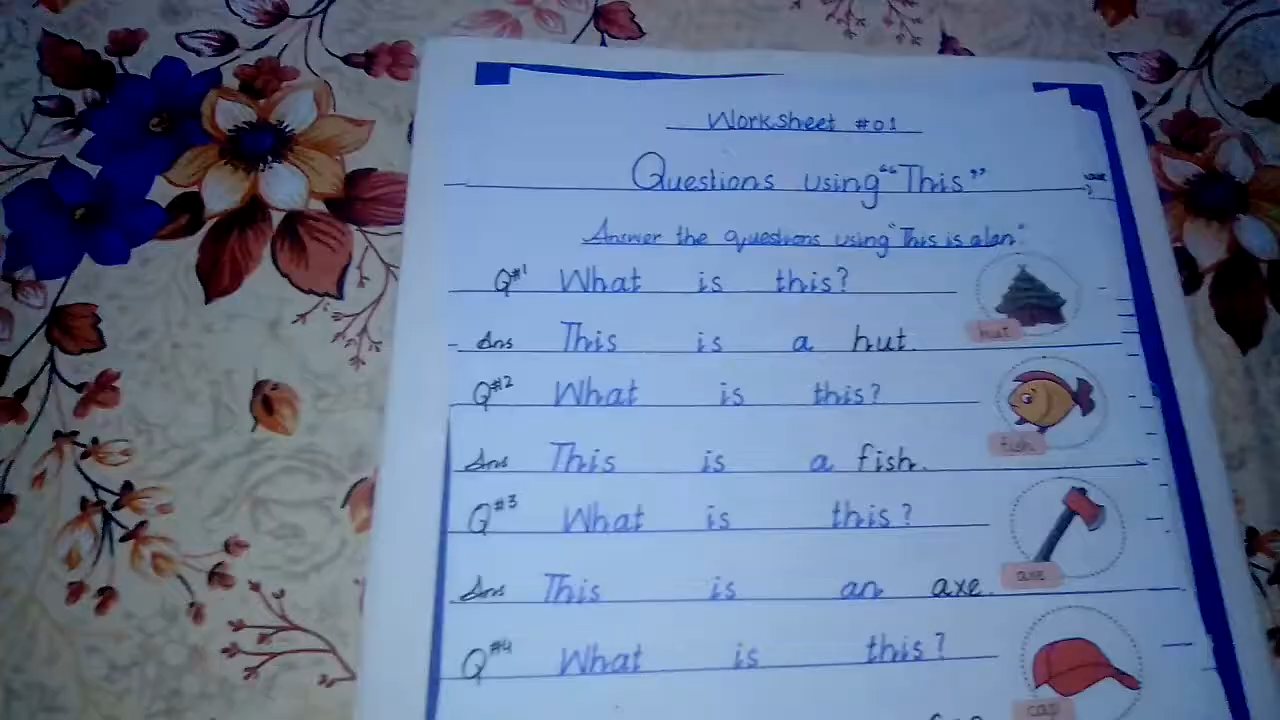 Worksheet #01
Questions using "This"
Answer the questions using "This is a/an"
Q#1 What is this?
hut
Ans This is a hut.
Q#2 What is this?
fish
Ans This is a fish.
Q#3 What is this?
axe
Ans This is an axe.
Q#4 What is this?
cap